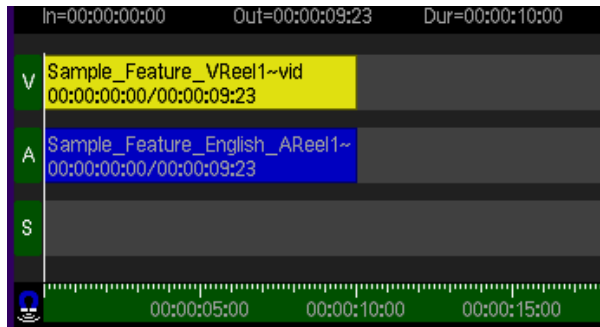 In=00:00:00:00 Out=00:00:09:23 Dur=00:00:10:00
V
Sample_Feature_VReel1~vid
00:00:00:00/00:00:09:23
A
Sample_Feature_English_AReel1~
00:00:00:00/00:00:09:23
S
00:00:05:00 00:00:10:00 00:00:15:00